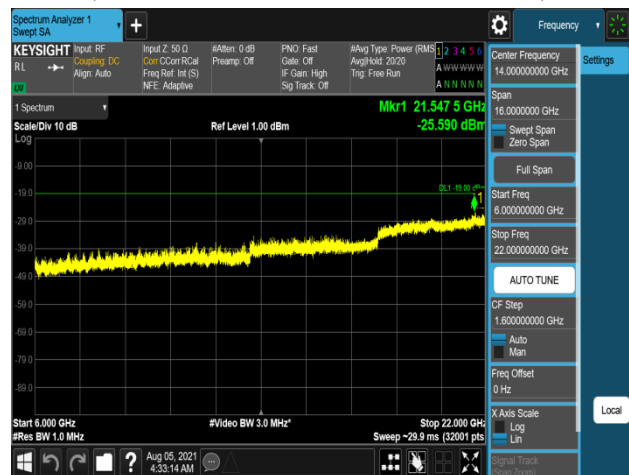 Spectrum Analyzer 1
Swept SA
Frequency
KEYSIGHT
RL
LXI
Input: RF
Coupling: DC
Align: Auto
Input Z: 50 Ω
Corr CCorr RCal
Freq Ref: Int (S)
NFE: Adaptive
#Atten: 0 dB
Preamp: Off
PNO: Fast
Gate: Off
IF Gain: High
Sig Track: Off
#Avg Type: Power (RMS
Avg|Hold: 20/20
Trig: Free Run
1 2 3 4 5 6
A W W W W W
A N N N N N
1 Spectrum
Mkr1 21.547 5 GHz
Scale/Div 10 dB
Ref Level 1.00 dBm
-25.590 dBm
Log
-9.00
-19.0
DL1 -19.00 dBm
1
-29.0
-39.0
-49.0
-59.0
-69.0
-79.0
-89.0
Start 6.000 GHz
#Video BW 3.0 MHz*
Stop 22.000 GHz
#Res BW 1.0 MHz
Sweep ~29.9 ms (32001 pts
Center Frequency
14.000000000 GHz
Span
16.0000000 GHz
Swept Span
Zero Span
Full Span
Start Freq
6.000000000 GHz
Stop Freq
22.000000000 GHz
AUTO TUNE
CF Step
1.600000000 GHz
Auto
Man
Freq Offset
0 Hz
X Axis Scale
Log
Lin
Signal Track
(Span Zoom)
Settings
Local
?
Aug 05, 2021
4:33:14 AM